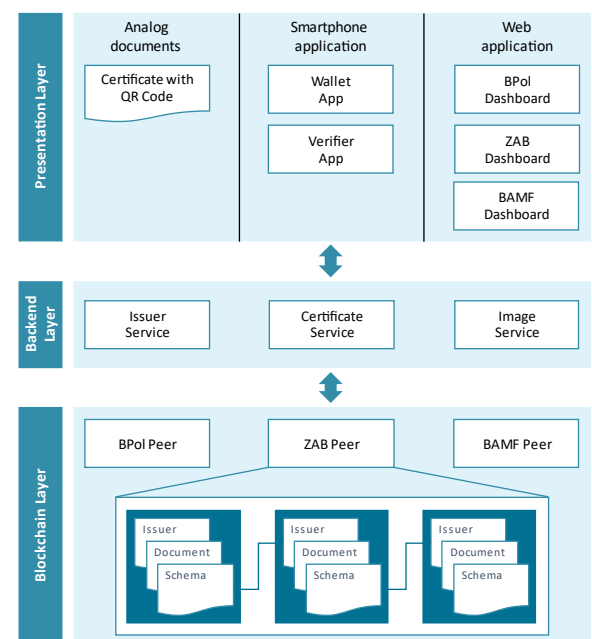 Presentation Layer
Analog
documents
Certificate with
QR Code
Smartphone
application
Wallet
App
Verifier
App
Web
application
BPol
Dashboard
ZAB
Dashboard
BAMF
Dashboard
Backend
Layer
Issuer
Service
Certificate
Service
Image
Service
Blockchain Layer
BPol Peer
ZAB Peer
BAMF Peer
Issuer
Document
Schema
Issuer
Document
Schema
Issuer
Document
Schema